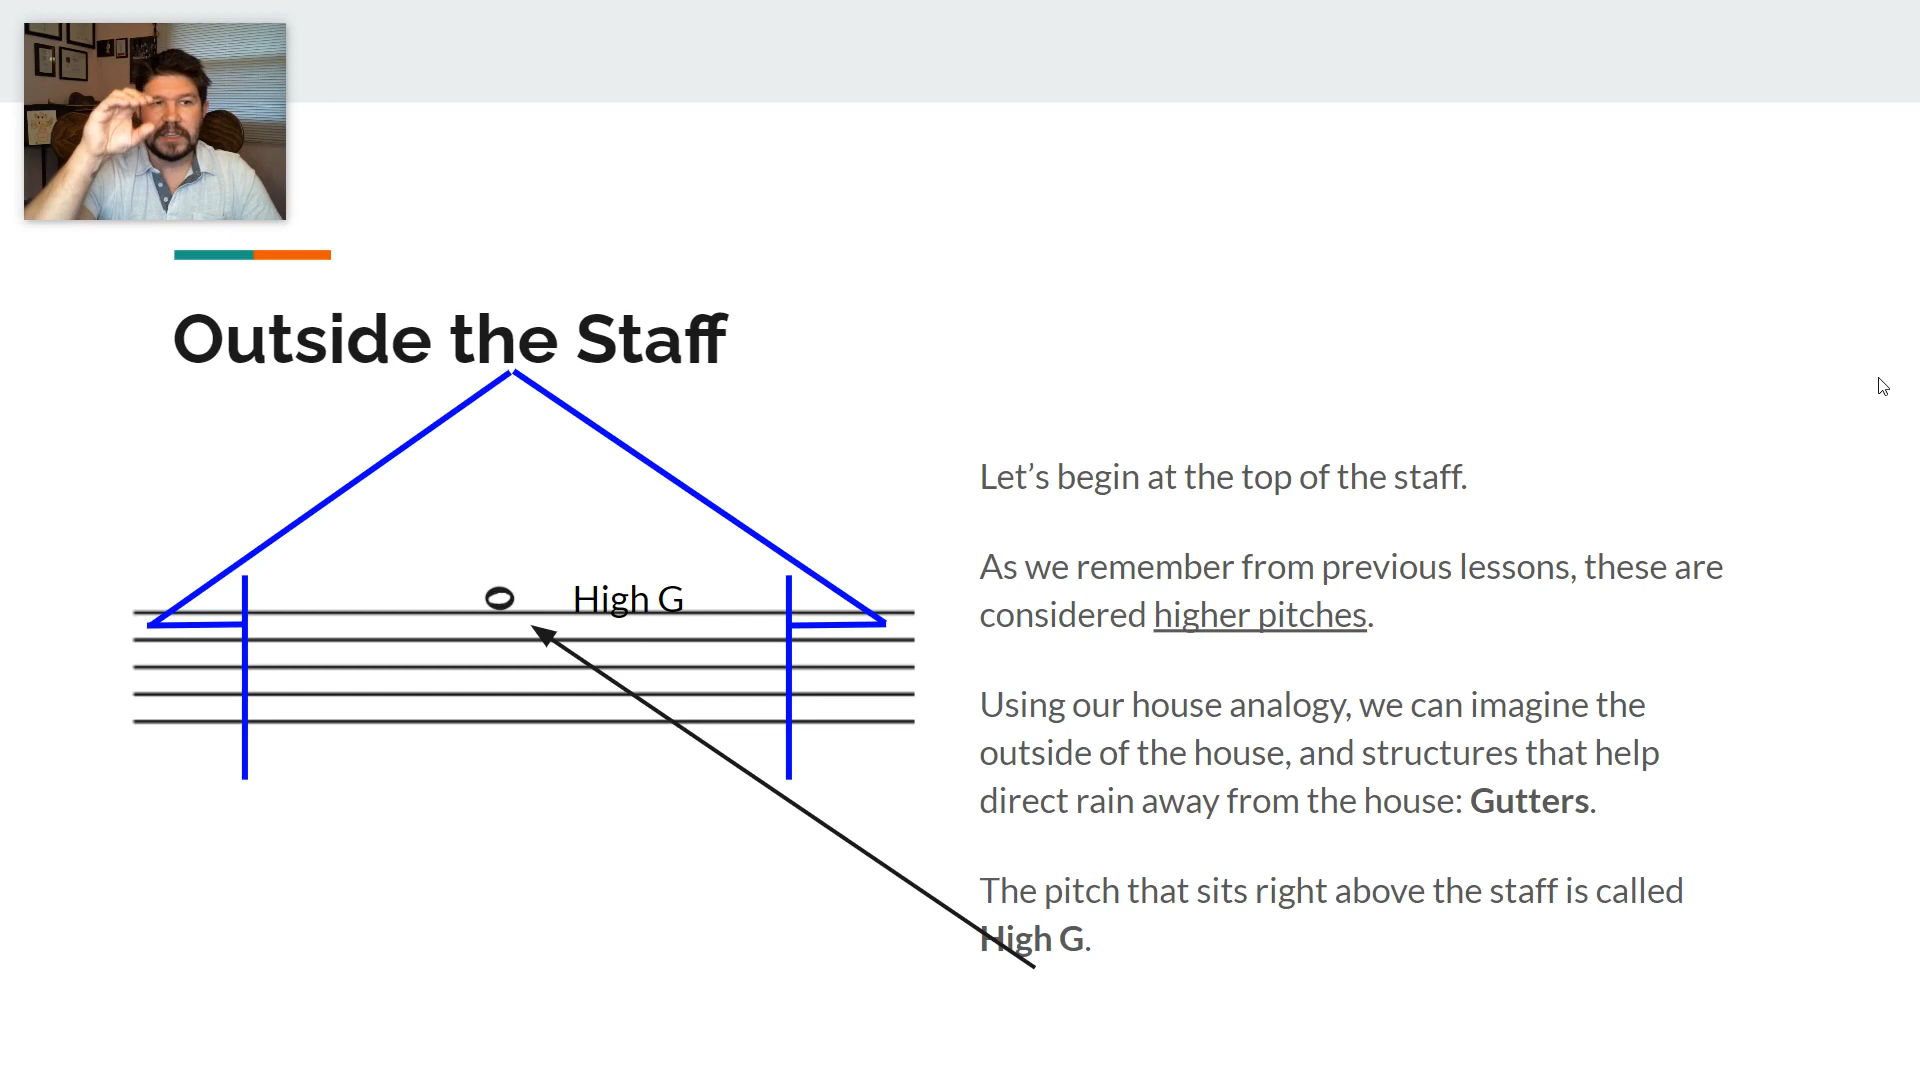 Outside the Staff
High G
Let’s begin at the top of the staff.
As we remember from previous lessons, these are
considered higher pitches.
Using our house analogy, we can imagine the
outside of the house, and structures that help
direct rain away from the house: Gutters.
The pitch that sits right above the staff is called
High G.